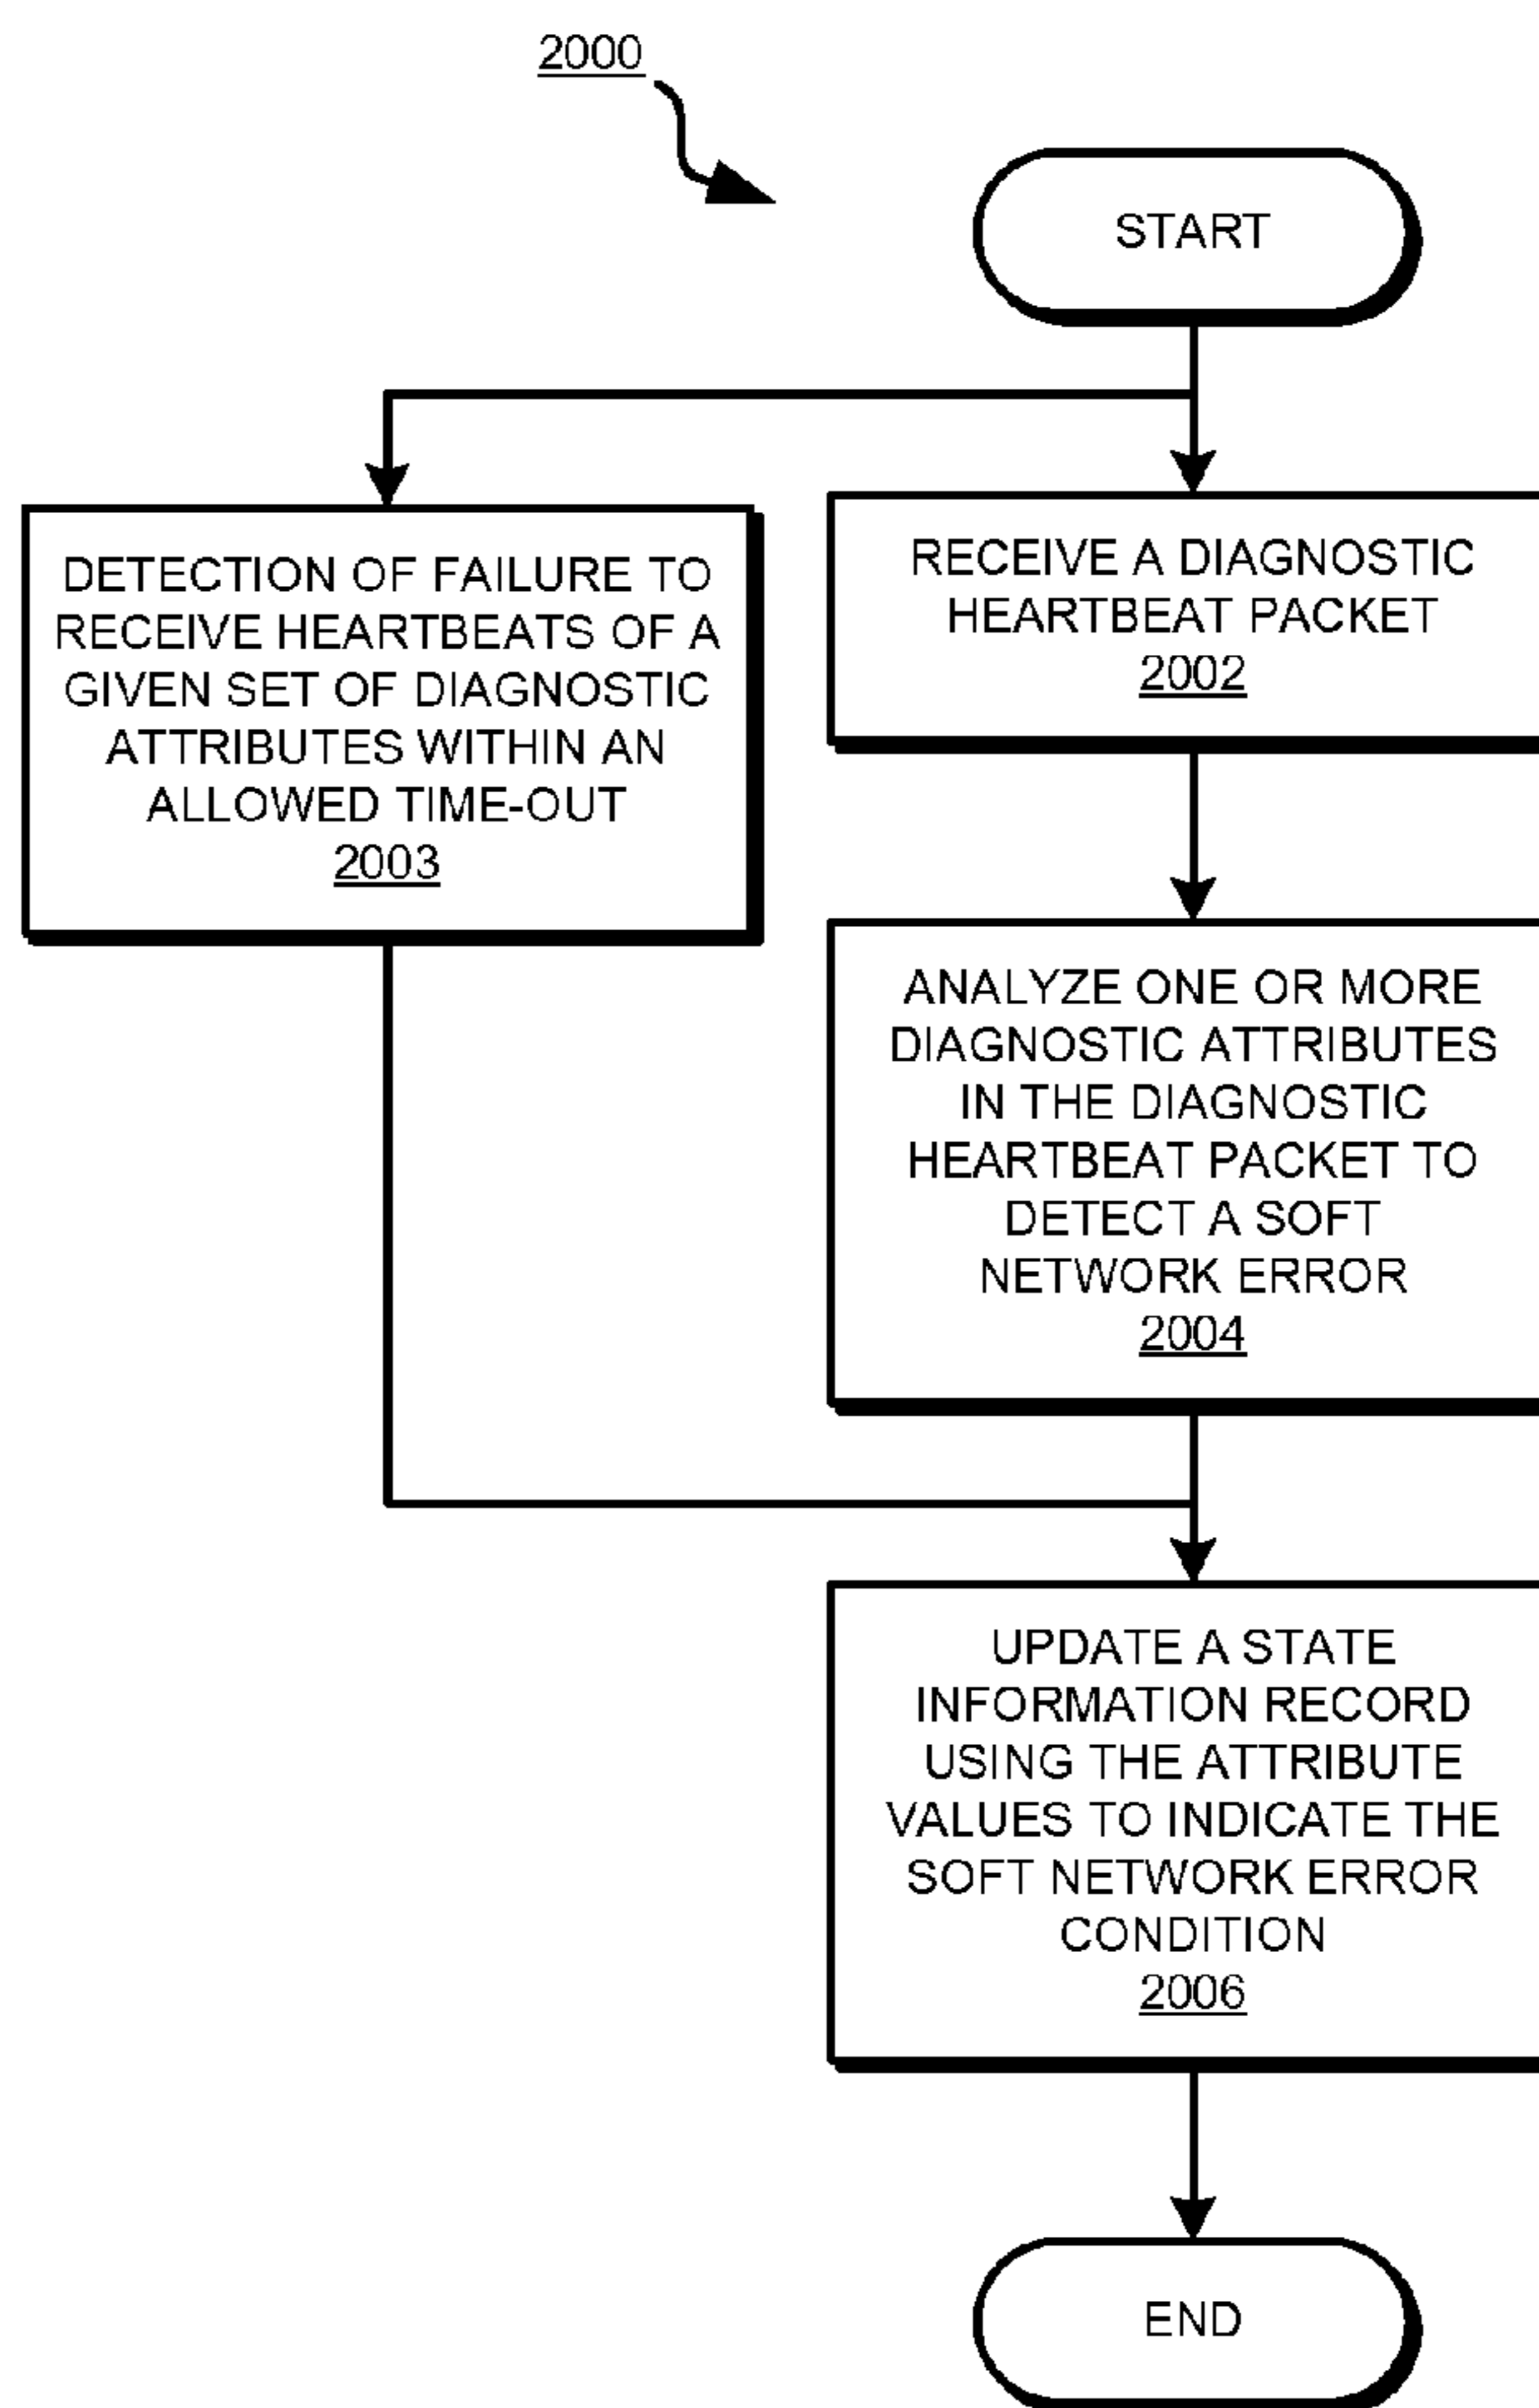 2000
START
DETECTION OF FAILURE TO
RECEIVE HEARTBEATS OF A
GIVEN SET OF DIAGNOSTIC
ATTRIBUTES WITHIN AN
ALLOWED TIME-OUT
2003
RECEIVE A DIAGNOSTIC
HEARTBEAT PACKET
2002
ANALYZE ONE OR MORE
DIAGNOSTIC ATTRIBUTES
IN THE DIAGNOSTIC
HEARTBEAT PACKET TO
DETECT A SOFT
NETWORK ERROR
2004
UPDATE A STATE
INFORMATION RECORD
USING THE ATTRIBUTE
VALUES TO INDICATE THE
SOFT NETWORK ERROR
CONDITION
2006
END